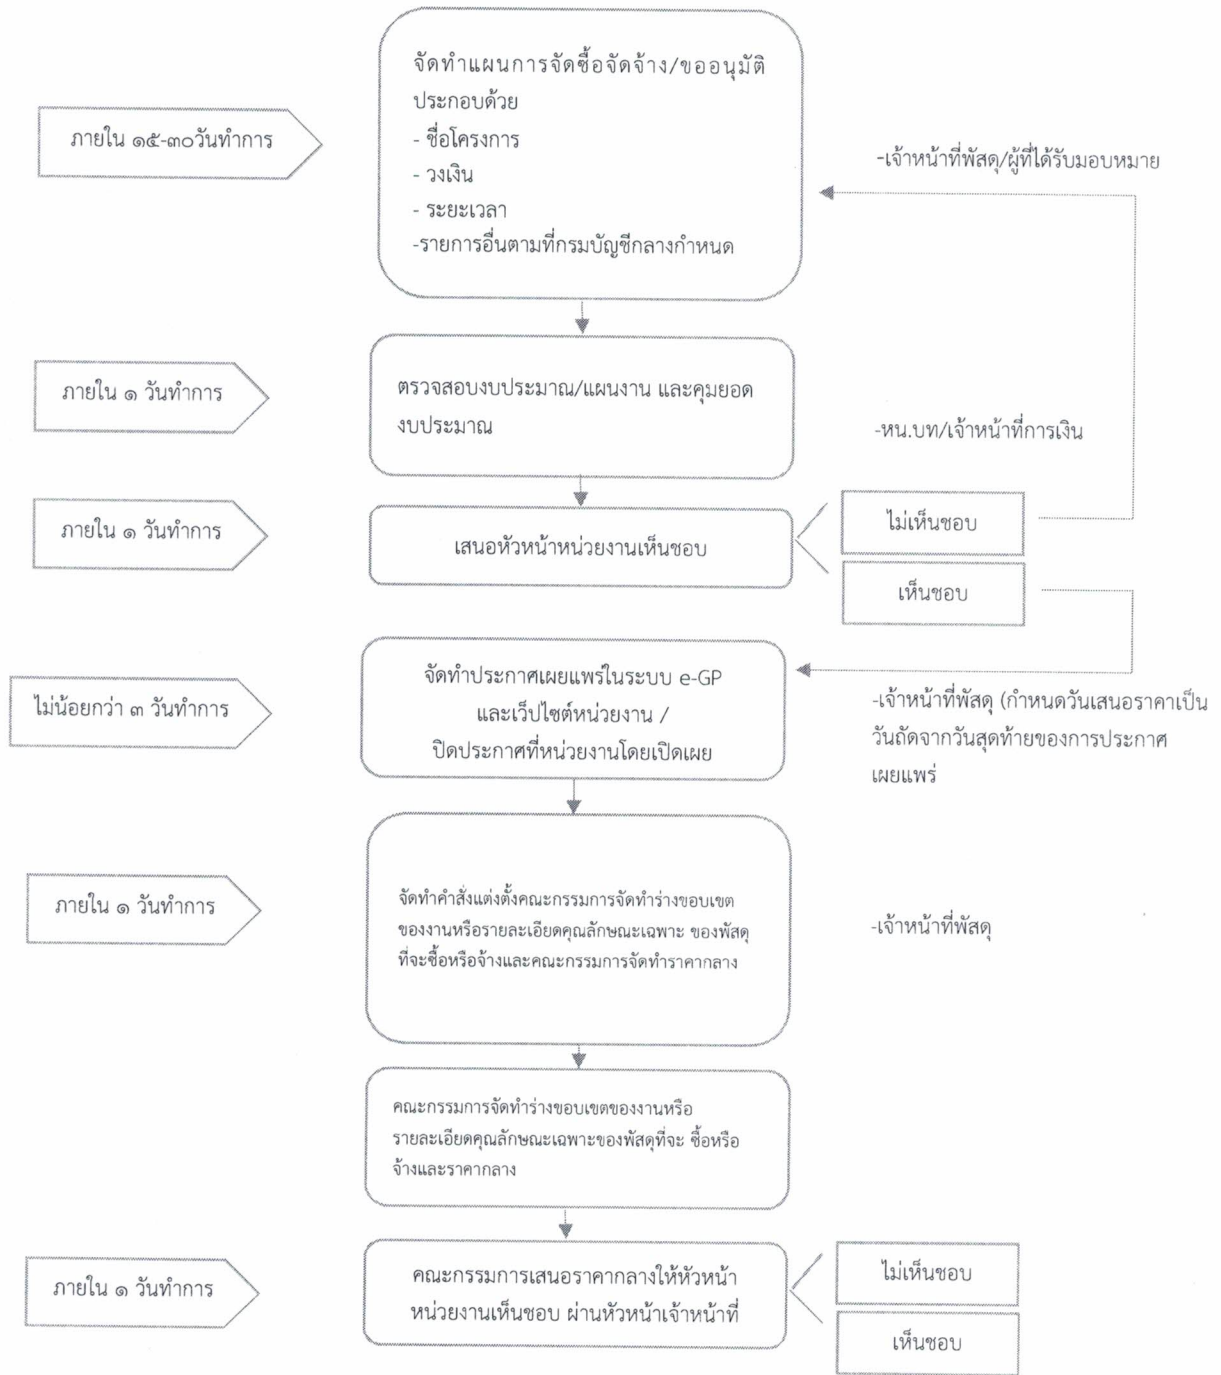 จัดทำแผนการจัดซื้อจัดจ้าง/ขออนุมัติ
ประกอบด้วย
- ชื่อโครงการ
- วงเงิน
- ระยะเวลา
-รายการอื่นตามที่กรมบัญชีกลางกำหนด
ภายใน ๑๕-๓๐วันทำการ
-เจ้าหน้าที่พัสดุ/ผู้ที่ได้รับมอบหมาย
ภายใน ๑ วันทำการ
ตรวจสอบงบประมาณ/แผนงาน และคุมยอด
งบประมาณ
-หน.บท/เจ้าหน้าที่การเงิน
ภายใน ๑ วันทำการ
เสนอหัวหน้าหน่วยงานเห็นชอบ
ไม่เห็นชอบ
เห็นชอบ
ไม่น้อยกว่า ๓ วันทำการ
จัดทำประกาศเผยแพร่ในระบบ e-GP
และเว็ปไซต์หน่วยงาน /
ปิดประกาศที่หน่วยงานโดยเปิดเผย
-เจ้าหน้าที่พัสดุ (กำหนดวันเสนอราคาเป็น
วันถัดจากวันสุดท้ายของการประกาศ
เผยแพร่
ภายใน ๑ วันทำการ
จัดทำคำสั่งแต่งตั้งคณะกรรมการจัดทำร่างขอบเขต
ของงานหรือรายละเอียดคุณลักษณะเฉพาะ ของพัสดุ
ที่จะซื้อหรือจ้างและคณะกรรมการจัดทำราคากลาง
-เจ้าหน้าที่พัสดุ
คณะกรรมการจัดทำร่างขอบเขตของงานหรือ
รายละเอียดคุณลักษณะเฉพาะของพัสดุที่จะ ซื้อหรือ
จ้างและราคากลาง
ภายใน ๑ วันทำการ
คณะกรรมการเสนอราคากลางให้หัวหน้า
หน่วยงานเห็นชอบ ผ่านหัวหน้าเจ้าหน้าที่
ไม่เห็นชอบ
เห็นชอบ